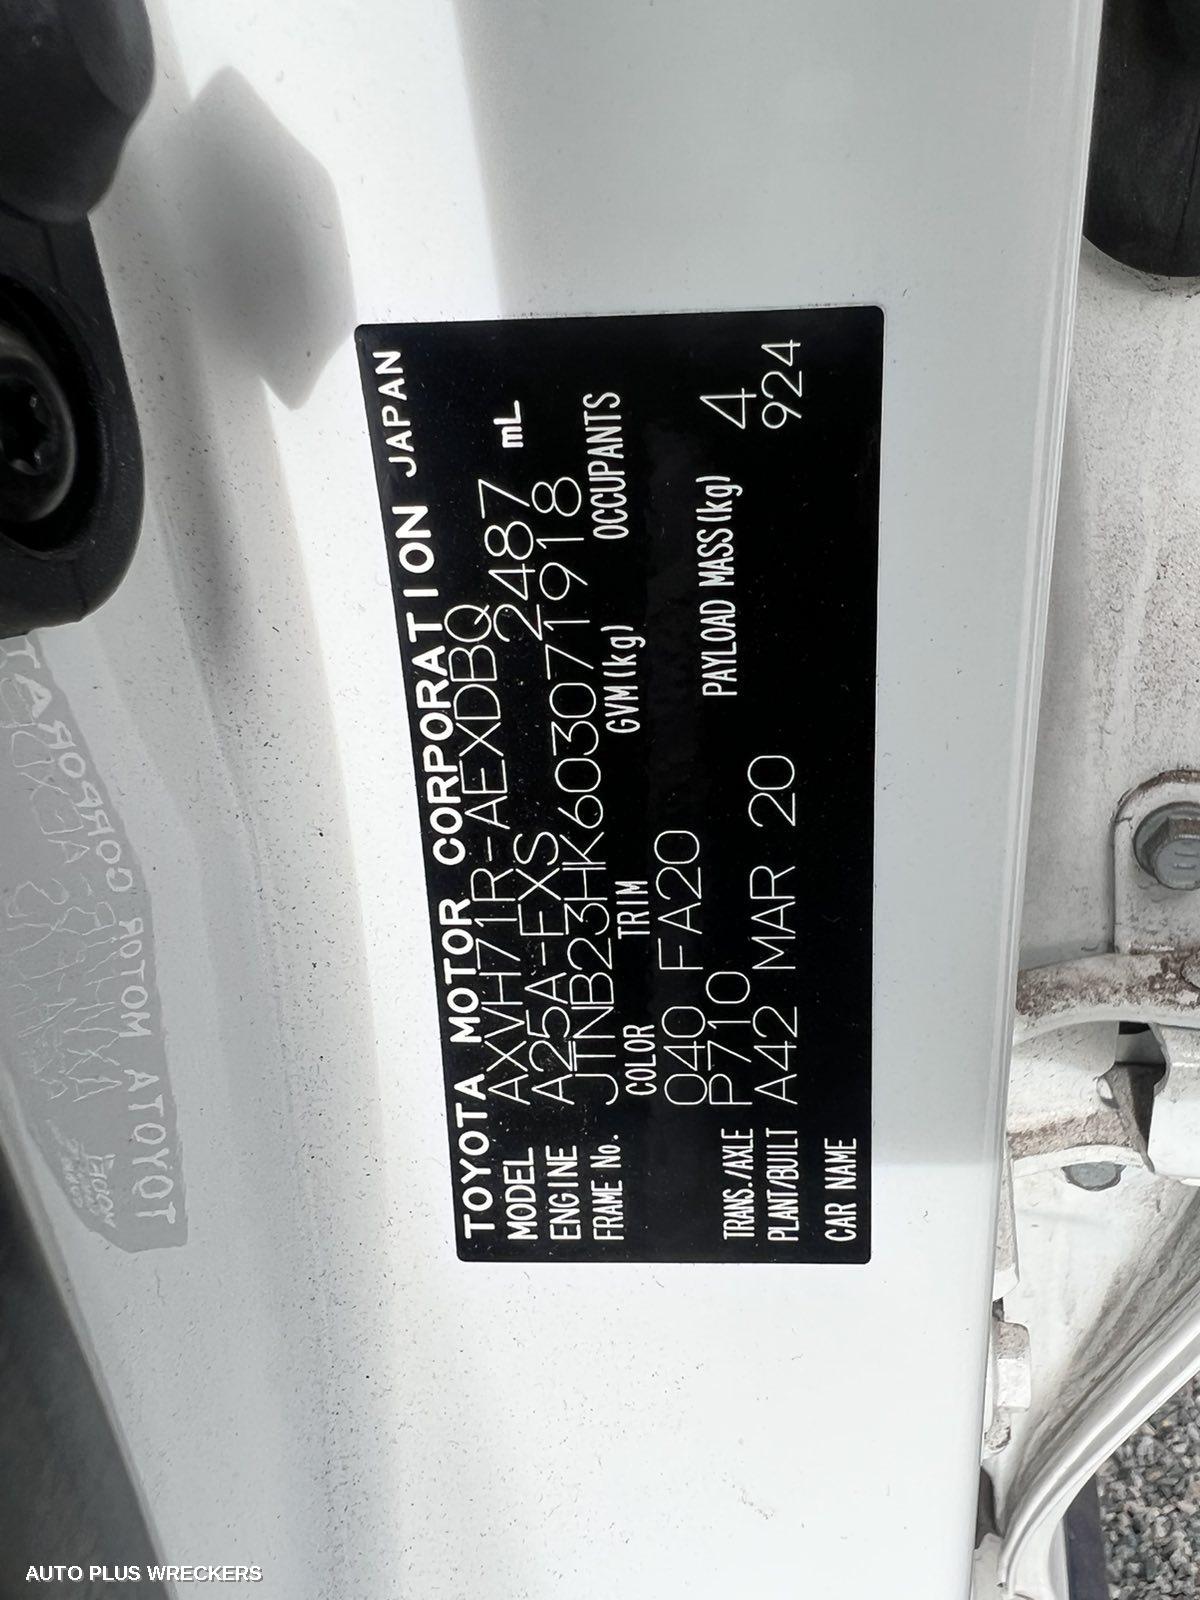 TOYOTA MOTOR CORPORATION JAPAN
MODEL AXVH71R-AEXDBQ
ENGINE A25A-FXS 2487 mL
FRAME No. JTNB23HK603071918
COLOR TRIM GVM(kg) OCCUPANTS
040 FA20 4
TRANS./AXLE P710 PAYLOAD MASS(kg) 924
PLANT/BUILT A42 MAR 20
CAR NAME
AUTO PLUS WRECKERS